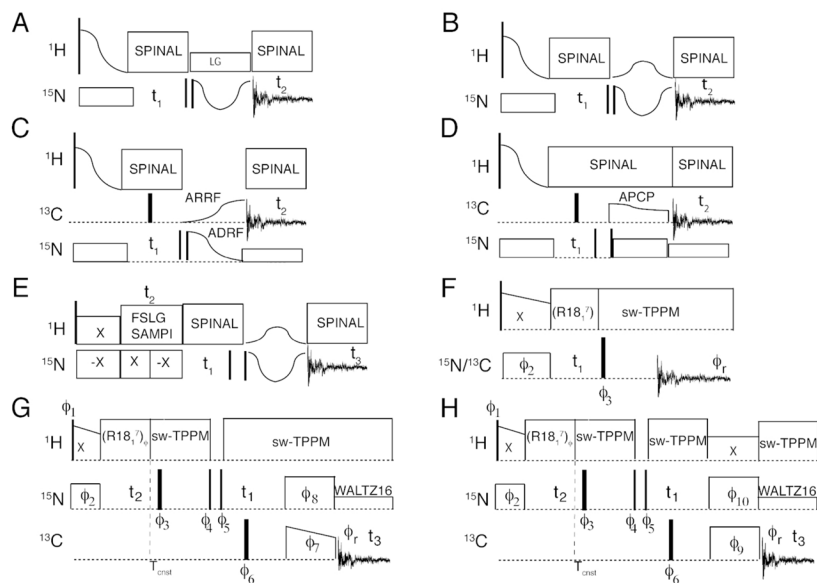 A
¹H SPINAL LG SPINAL
¹⁵N t₁ t₂
B
¹H SPINAL SPINAL
¹⁵N t₁ t₂
C
¹H SPINAL SPINAL
¹³C ARRF t₂
¹⁵N t₁ ADRF
D
¹H SPINAL SPINAL
¹³C APCP t₂
¹⁵N t₁
E
t₂
¹H X FSLG SAMPI SPINAL SPINAL
¹⁵N -X X -X t₁ t₃
F
¹H X (R18₁⁷) sw-TPPM
¹⁵N/¹³C ϕ₂ t₁ ϕᵣ
ϕ₃
G
ϕ₁
¹H X (R18₁⁷)ᵩ sw-TPPM sw-TPPM
¹⁵N ϕ₂ t₂ t₁ ϕ₈ WALTZ16
ϕ₃ ϕ₄ ϕ₅
¹³C ϕ₇ ϕᵣ t₃
T_cnst ϕ₆
H
ϕ₁
¹H X (R18₁⁷)ᵩ sw-TPPM sw-TPPM X sw-TPPM
¹⁵N ϕ₂ t₂ t₁ ϕ₁₀ WALTZ16
ϕ₃ ϕ₄ ϕ₅
¹³C ϕ₉ ϕᵣ t₃
T_cnst ϕ₆